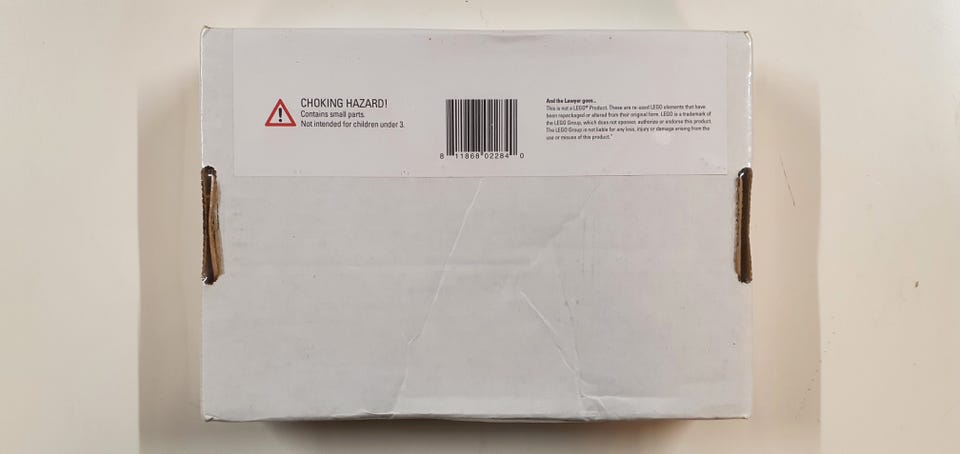 CHOKING HAZARD!
Contains small parts.
Not intended for children under 3.
8 11868 02284 0
And the Lawyer goes...
This is not a LEGO® Product. These are re-used LEGO elements that have
been repackaged or altered from their original form. LEGO is a trademark of
the LEGO Group, which does not sponsor, authorize or endorse this product.
The LEGO Group is not liable for any loss, injury or damage arising from the
use or misuse of this product."